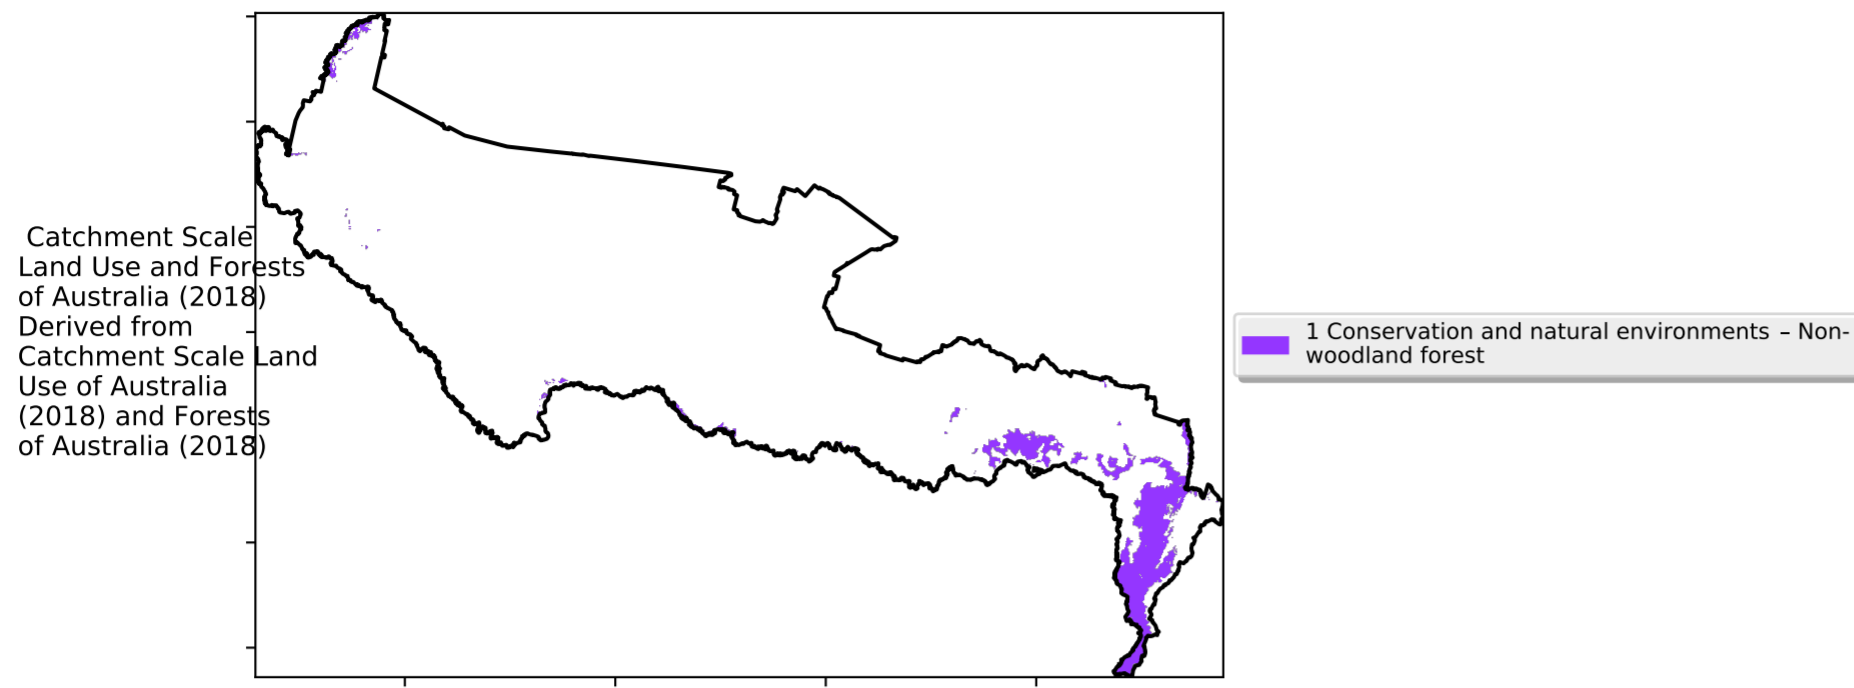 Catchment Scale
Land Use and Forests
of Australia (2018)
Derived from
Catchment Scale Land
Use of Australia
(2018) and Forests
of Australia (2018)
1 Conservation and natural environments – Non-
woodland forest